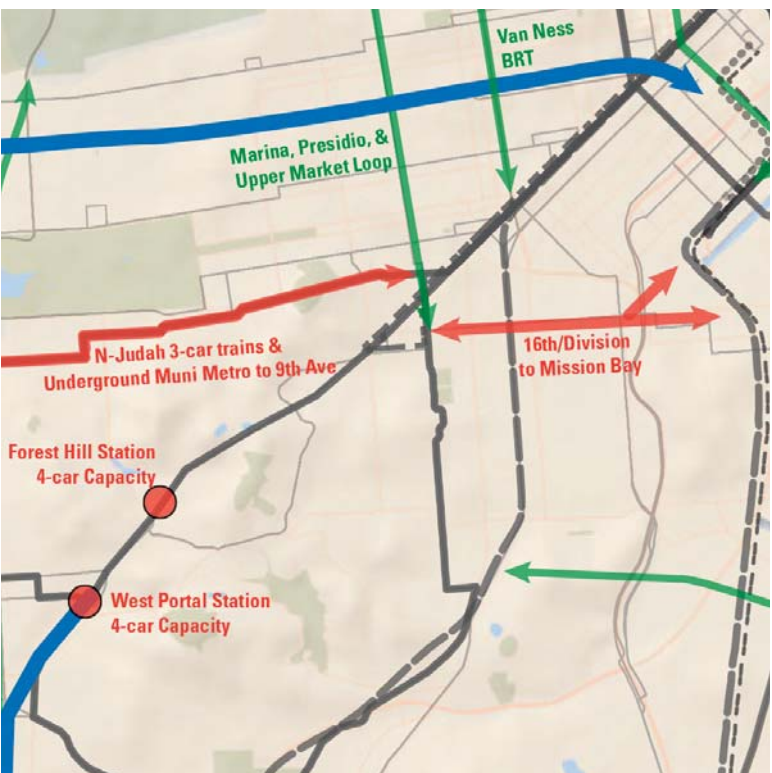 Van Ness
BRT
Marina, Presidio, &
Upper Market Loop
N-Judah 3-car trains &
Underground Muni Metro to 9th Ave
16th/Division
to Mission Bay
Forest Hill Station
4-car Capacity
West Portal Station
4-car Capacity